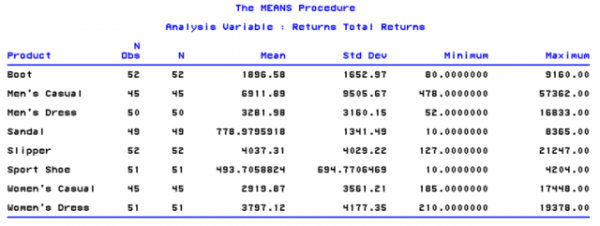 The MEANS Procedure
Analysis Variable : Returns Total Returns
N
Product Obs N Mean Std Dev Minimum Maximum
Boot 52 52 1896.58 1652.97 80.0000000 9160.00
Men's Casual 45 45 6911.89 9505.67 478.0000000 57362.00
Men's Dress 50 50 3281.98 3160.15 52.0000000 16833.00
Sandal 49 49 778.9795918 1341.49 10.0000000 8365.00
Slipper 52 52 4037.31 4029.22 127.0000000 21247.00
Sport Shoe 51 51 493.7058824 694.7706469 10.0000000 4204.00
Women's Casual 45 45 2919.87 3561.21 185.0000000 17448.00
Women's Dress 51 51 3797.12 4177.35 210.0000000 19378.00